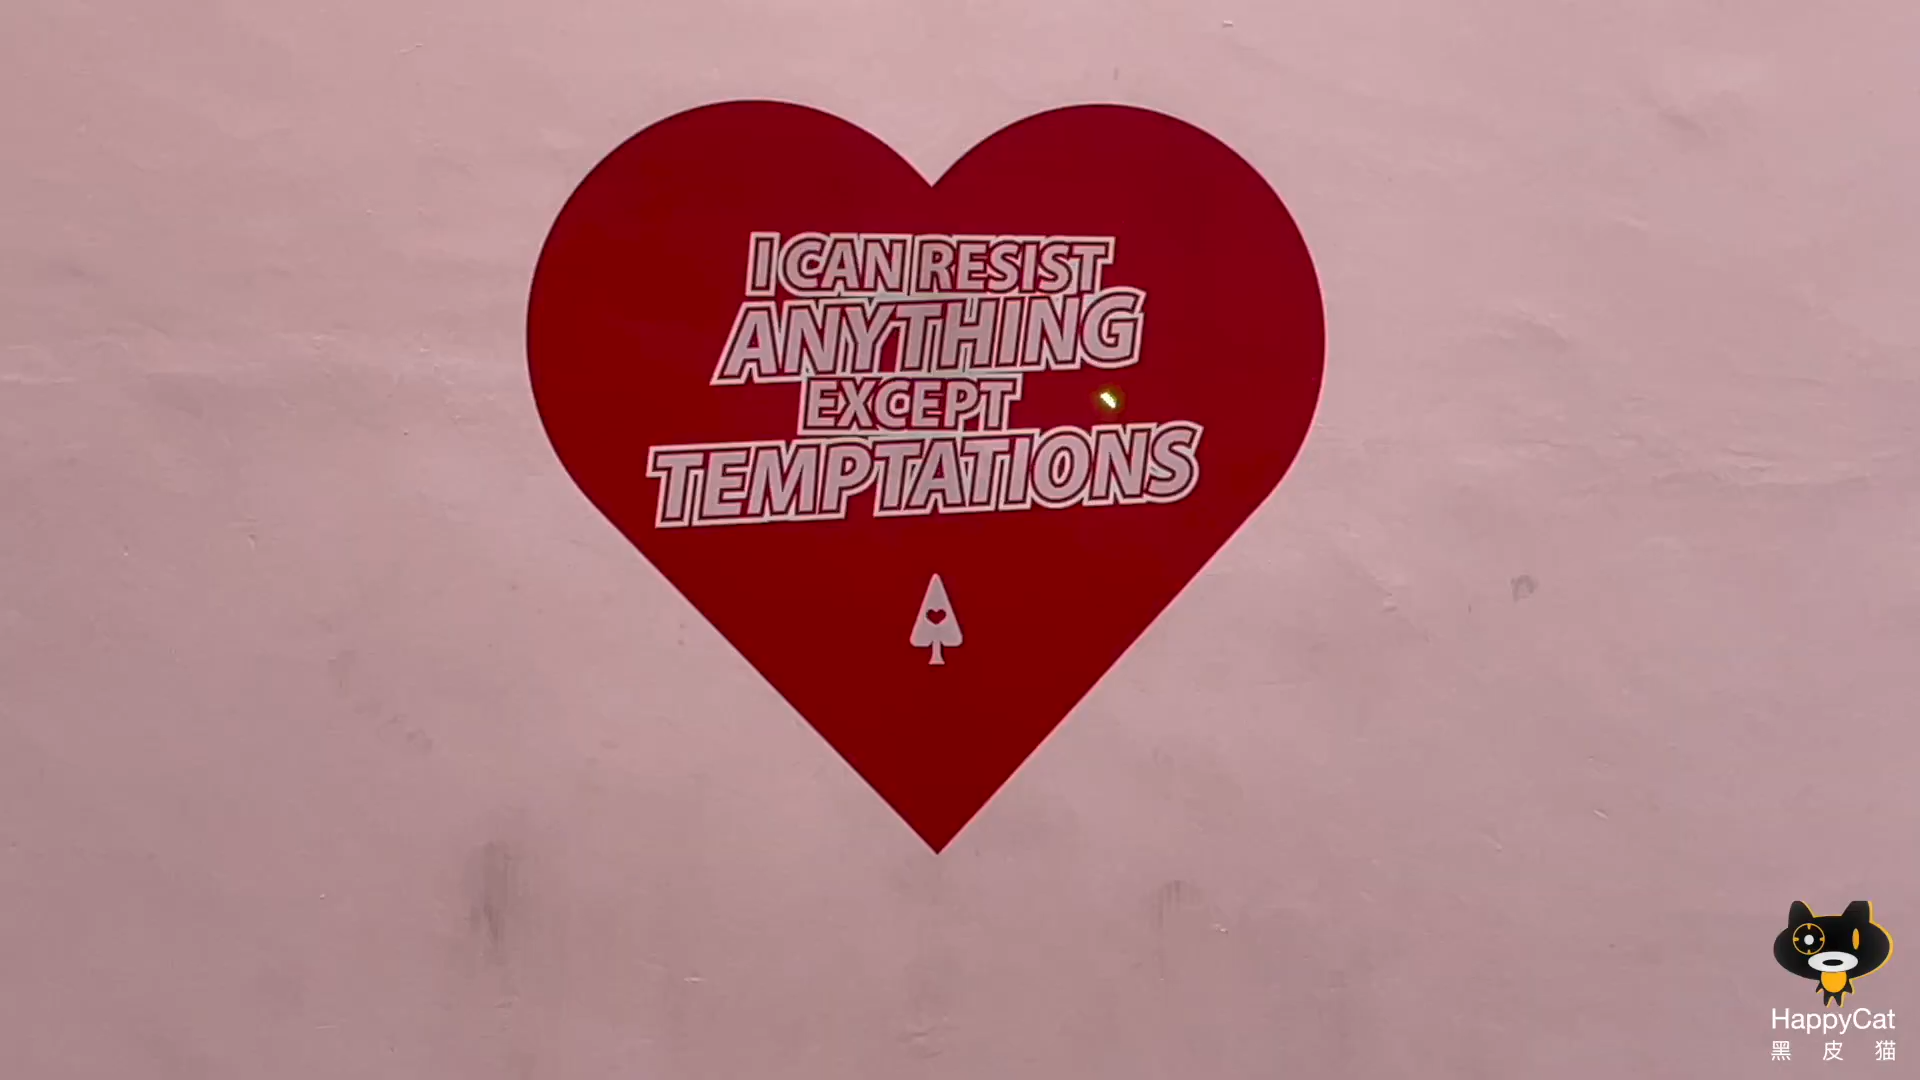 I CAN RESIST
ANYTHING
EXCEPT
TEMPTATIONS
HappyCat
黑皮猫